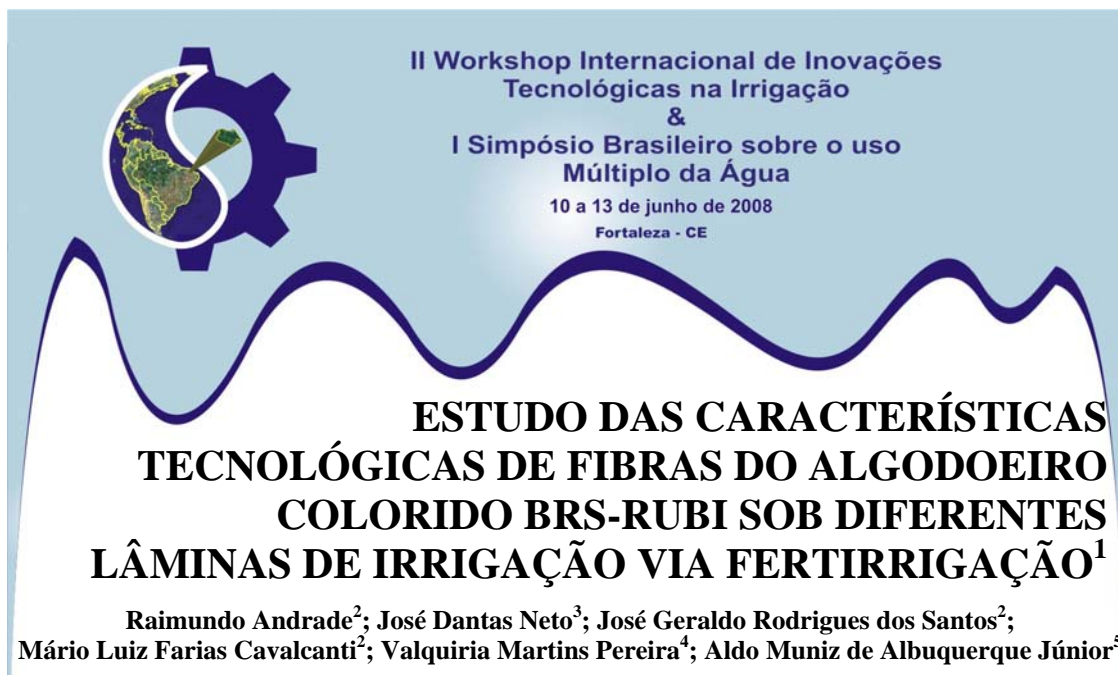 II Workshop Internacional de Inovações
Tecnológicas na Irrigação
&
I Simpósio Brasileiro sobre o uso
Múltiplo da Água
10 a 13 de junho de 2008
Fortaleza - CE
ESTUDO DAS CARACTERÍSTICAS
TECNOLÓGICAS DE FIBRAS DO ALGODOEIRO
COLORIDO BRS-RUBI SOB DIFERENTES
LÂMINAS DE IRRIGAÇÃO VIA FERTIRRIGAÇÃO1
Raimundo Andrade2; José Dantas Neto3; José Geraldo Rodrigues dos Santos2;
Mário Luiz Farias Cavalcanti2; Valquiria Martins Pereira4; Aldo Muniz de Albuquerque Júnior5